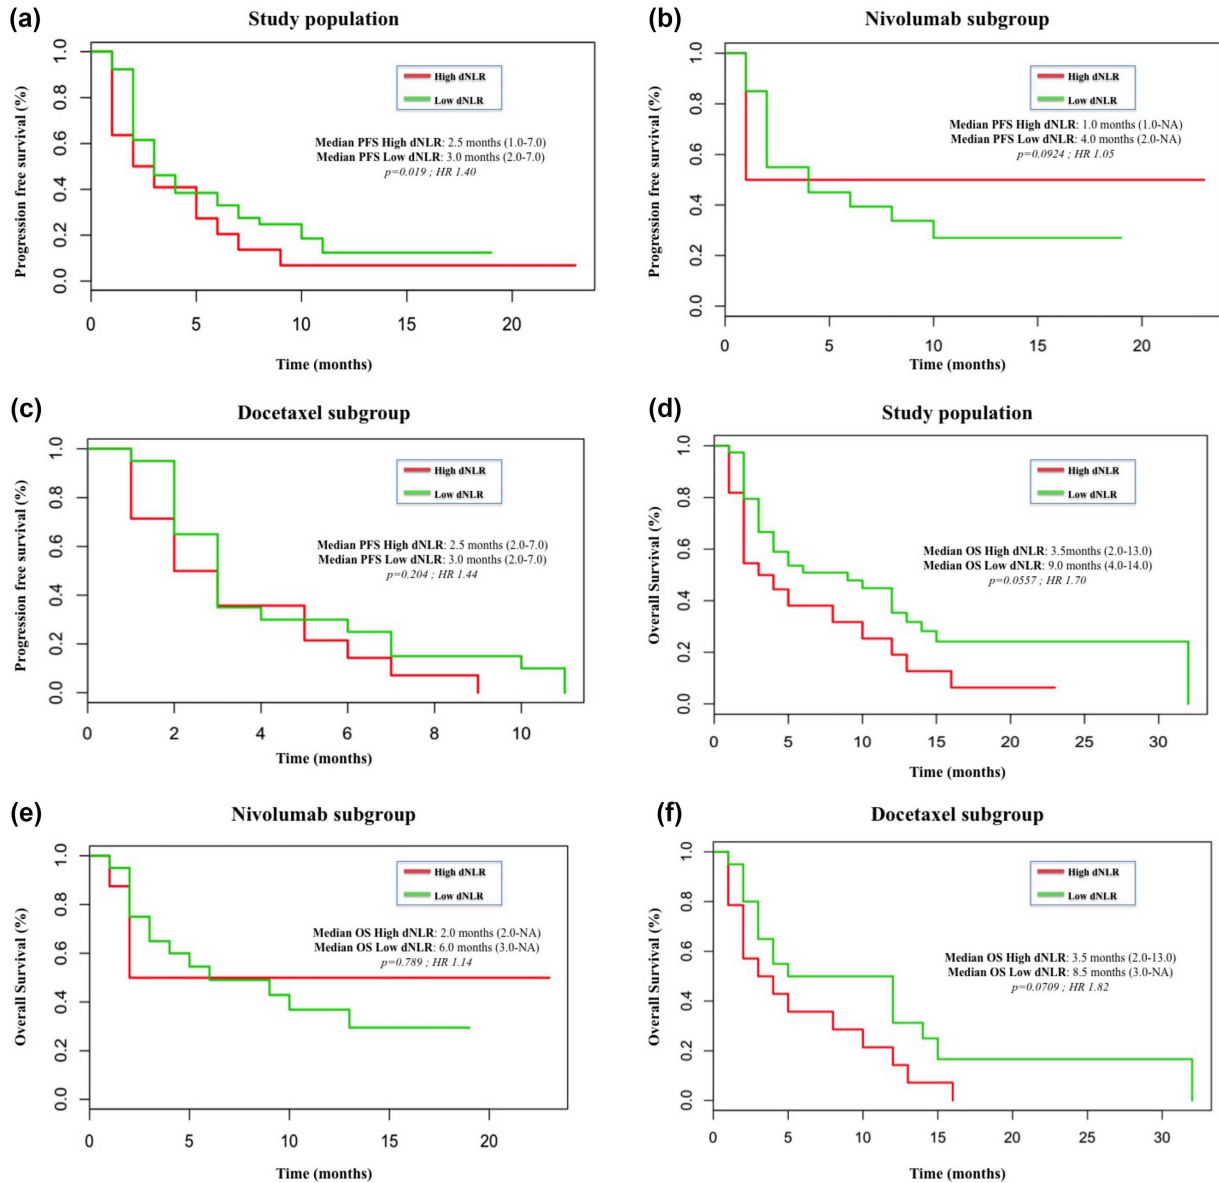 (a)
Study population
Progression free survival (%)
1.0
0.8
0.6
0.4
0.2
0.0
High dNLR
Low dNLR
Median PFS High dNLR: 2.5 months (1.0-7.0)
Median PFS Low dNLR: 3.0 months (2.0-7.0)
p=0.019 ; HR 1.40
0 5 10 15 20
Time (months)
(b)
Nivolumab subgroup
Progression free survival (%)
1.0
0.8
0.6
0.4
0.2
0.0
High dNLR
Low dNLR
Median PFS High dNLR: 1.0 months (1.0-NA)
Median PFS Low dNLR: 4.0 months (2.0-NA)
p=0.0924 ; HR 1.05
0 5 10 15 20
Time (months)
(c)
Docetaxel subgroup
Progression free survival (%)
1.0
0.8
0.6
0.4
0.2
0.0
High dNLR
Low dNLR
Median PFS High dNLR: 2.5 months (2.0-7.0)
Median PFS Low dNLR: 3.0 months (2.0-7.0)
p=0.204 ; HR 1.44
0 2 4 6 8 10
Time (months)
(d)
Study population
Overall Survival (%)
1.0
0.8
0.6
0.4
0.2
0.0
High dNLR
Low dNLR
Median OS High dNLR: 3.5months (2.0-13.0)
Median OS Low dNLR: 9.0 months (4.0-14.0)
p=0.0557 ; HR 1.70
0 5 10 15 20 25 30
Time (months)
(e)
Nivolumab subgroup
Overall Survival (%)
1.0
0.8
0.6
0.4
0.2
0.0
High dNLR
Low dNLR
Median OS High dNLR: 2.0 months (2.0-NA)
Median OS Low dNLR: 6.0 months (3.0-NA)
p=0.789 ; HR 1.14
0 5 10 15 20
Time (months)
(f)
Docetaxel subgroup
Overall Survival (%)
1.0
0.8
0.6
0.4
0.2
0.0
High dNLR
Low dNLR
Median OS High dNLR: 3.5 months (2.0-13.0)
Median OS Low dNLR: 8.5 months (3.0-NA)
p=0.0709 ; HR 1.82
0 5 10 15 20 25 30
Time (months)